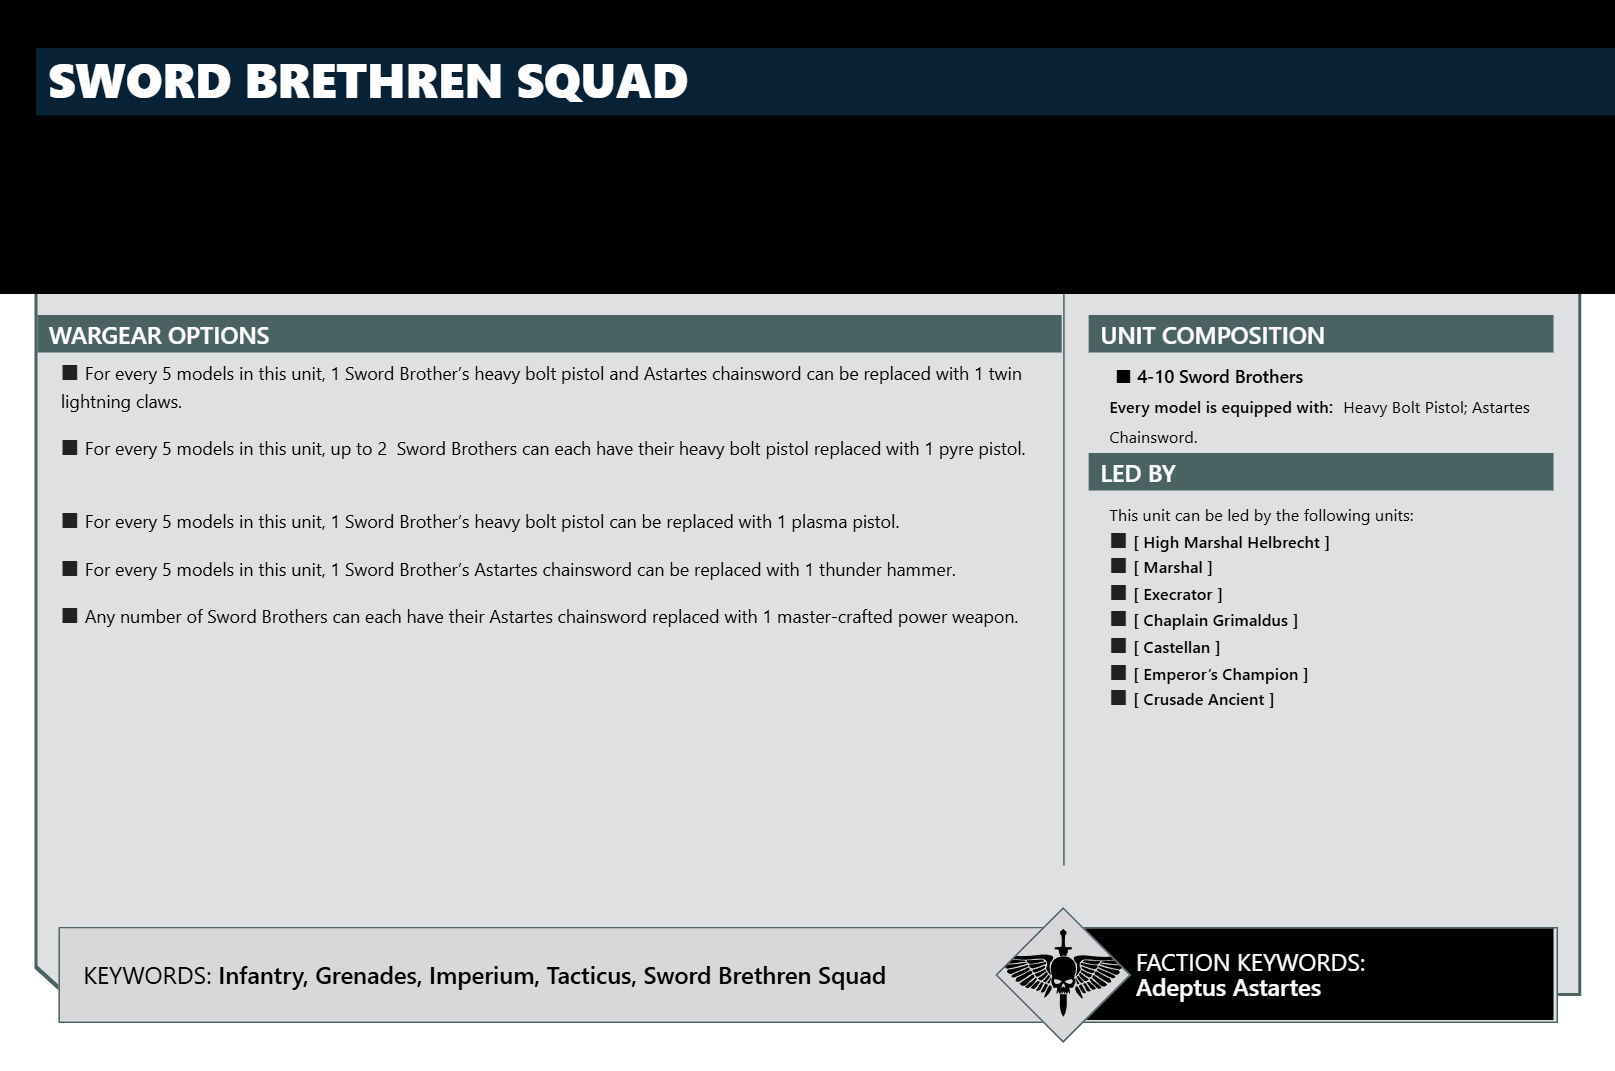 SWORD BRETHREN SQUAD
WARGEAR OPTIONS
■ For every 5 models in this unit, 1 Sword Brother’s heavy bolt pistol and Astartes chainsword can be replaced with 1 twin
lightning claws.
■ For every 5 models in this unit, up to 2  Sword Brothers can each have their heavy bolt pistol replaced with 1 pyre pistol.
■ For every 5 models in this unit, 1 Sword Brother’s heavy bolt pistol can be replaced with 1 plasma pistol.
■ For every 5 models in this unit, 1 Sword Brother’s Astartes chainsword can be replaced with 1 thunder hammer.
■ Any number of Sword Brothers can each have their Astartes chainsword replaced with 1 master-crafted power weapon.
UNIT COMPOSITION
■ 4-10 Sword Brothers
Every model is equipped with: Heavy Bolt Pistol; Astartes
Chainsword.
LED BY
This unit can be led by the following units:
■ [ High Marshal Helbrecht ]
■ [ Marshal ]
■ [ Execrator ]
■ [ Chaplain Grimaldus ]
■ [ Castellan ]
■ [ Emperor’s Champion ]
■ [ Crusade Ancient ]
KEYWORDS: Infantry, Grenades, Imperium, Tacticus, Sword Brethren Squad
FACTION KEYWORDS:
Adeptus Astartes